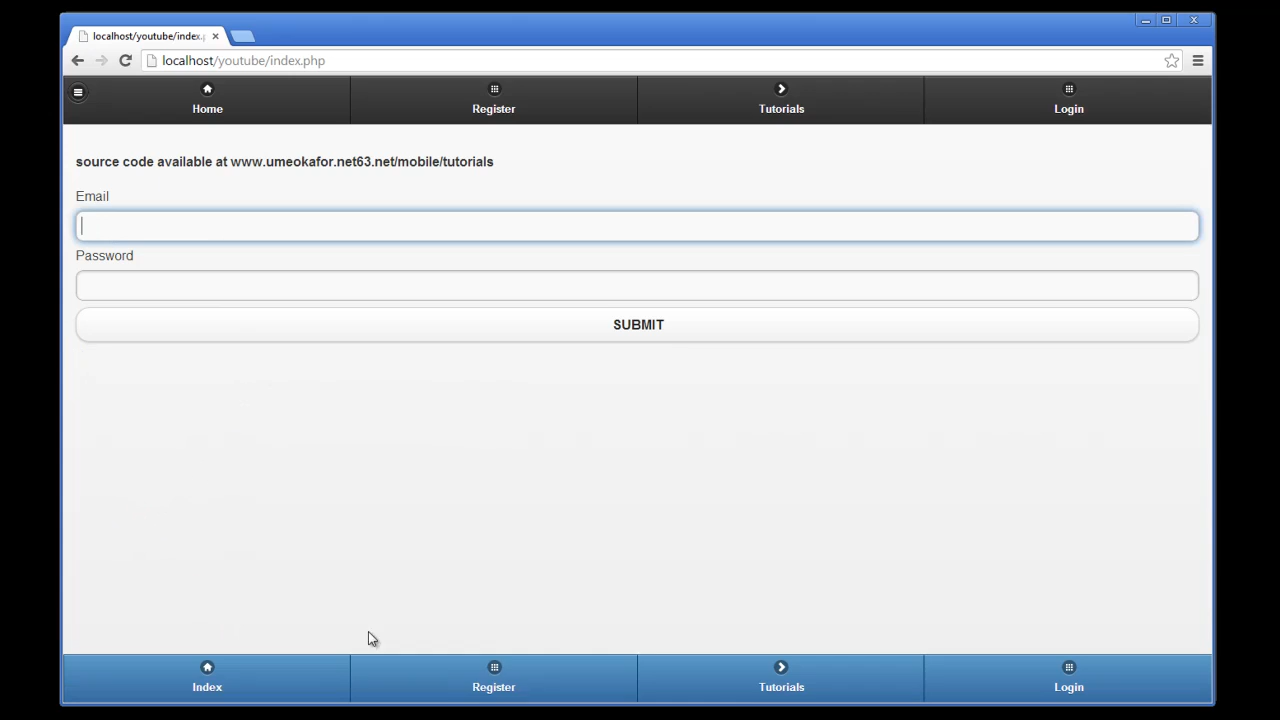 localhost/youtube/index.p
localhost/youtube/index.php
Home Register Tutorials Login
source code available at www.umeokafor.net63.net/mobile/tutorials
Email
Password
SUBMIT
Index Register Tutorials Login